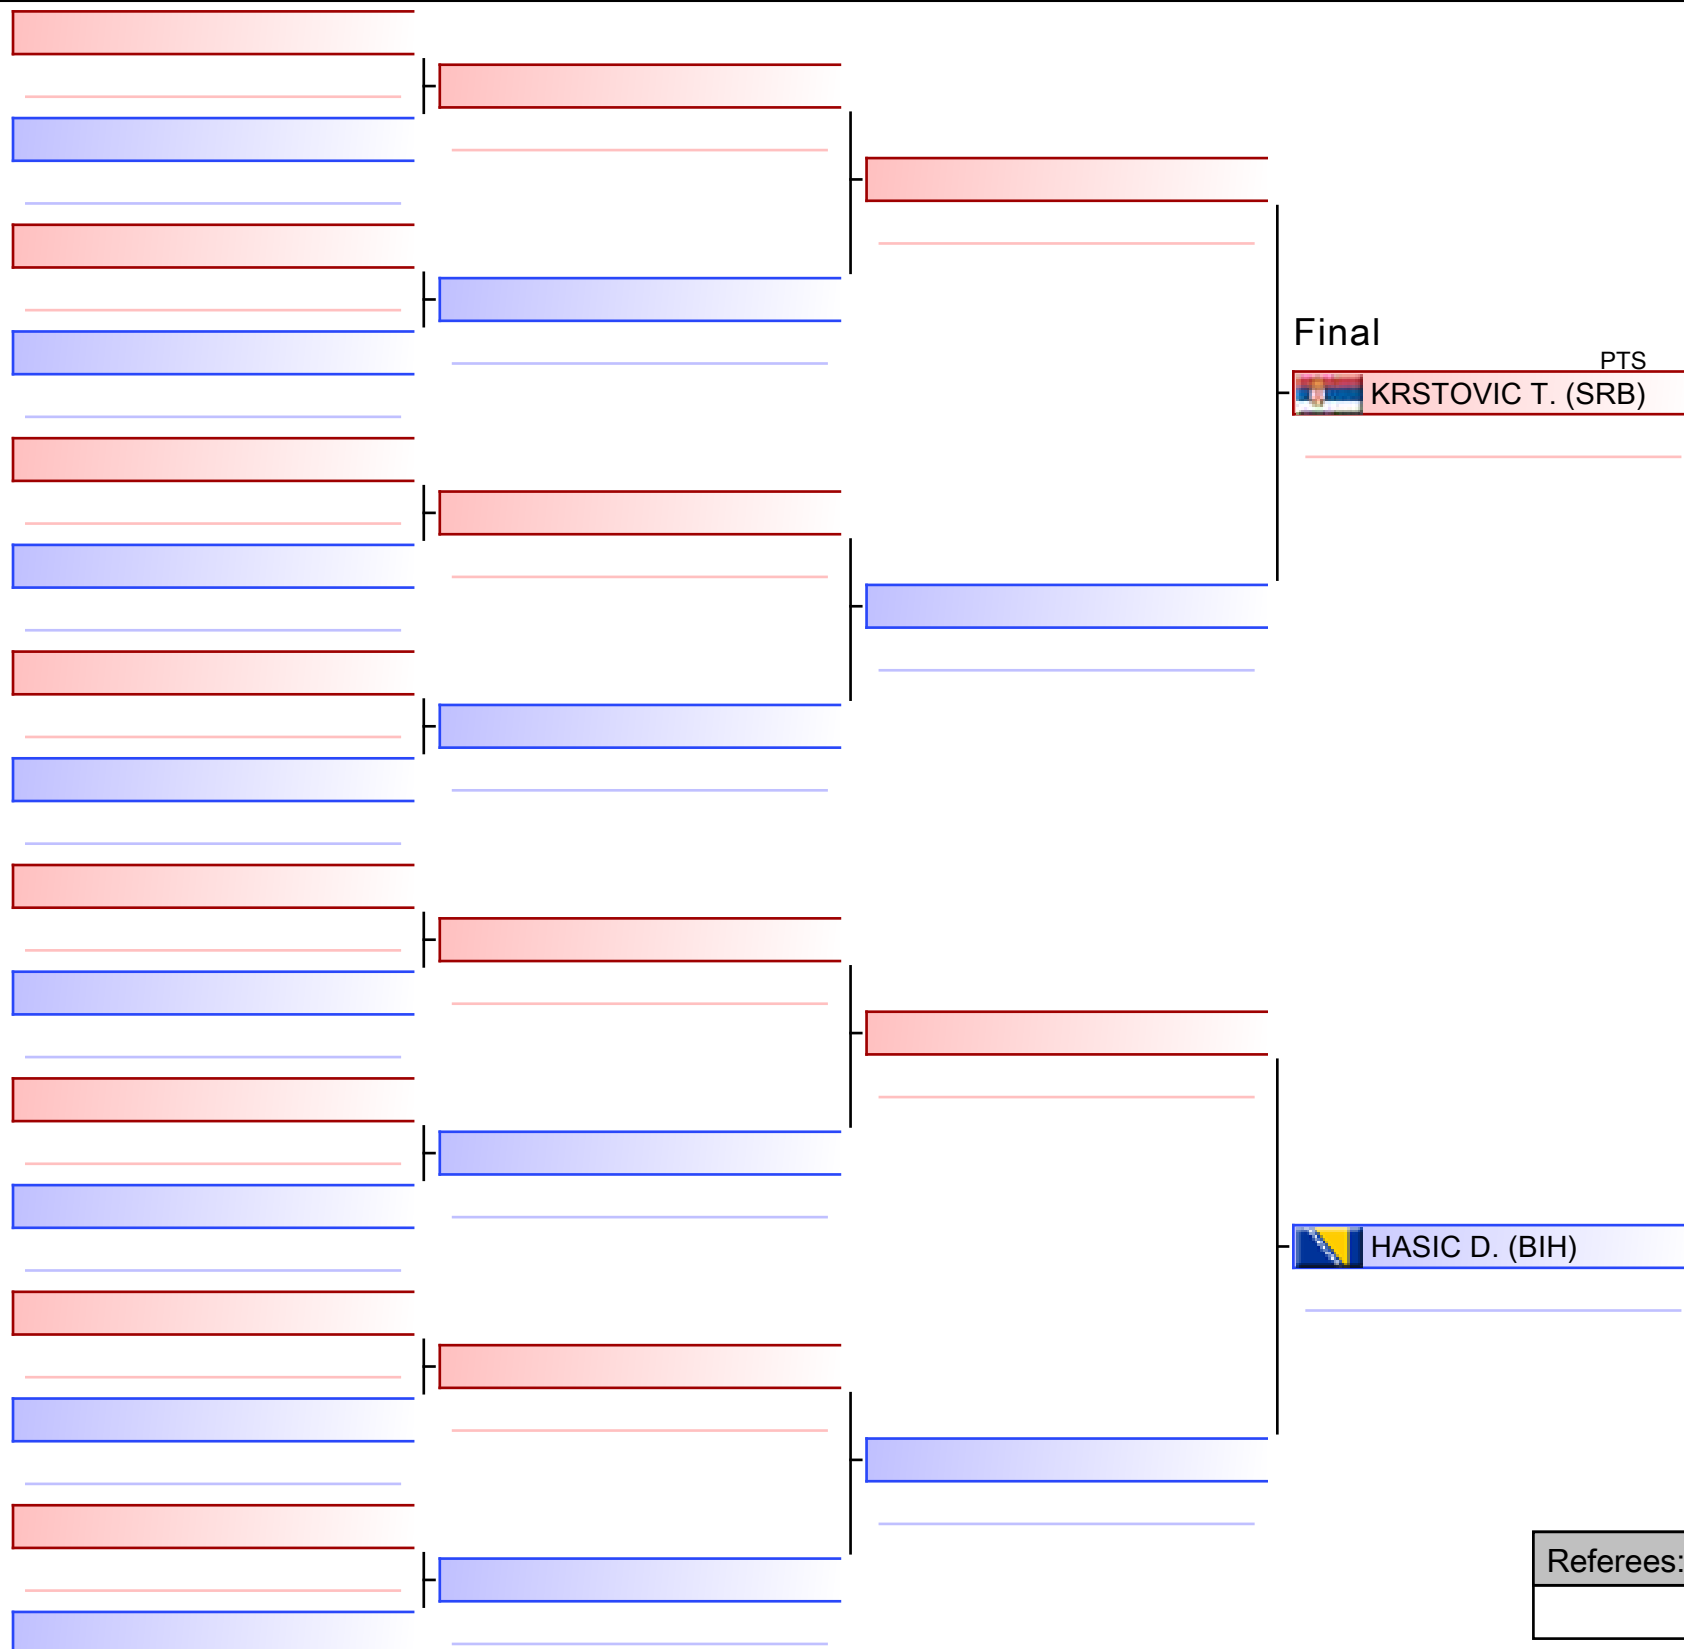 Final
PTS
KRSTOVIC T. (SRB)
HASIC D. (BIH)
Referees: